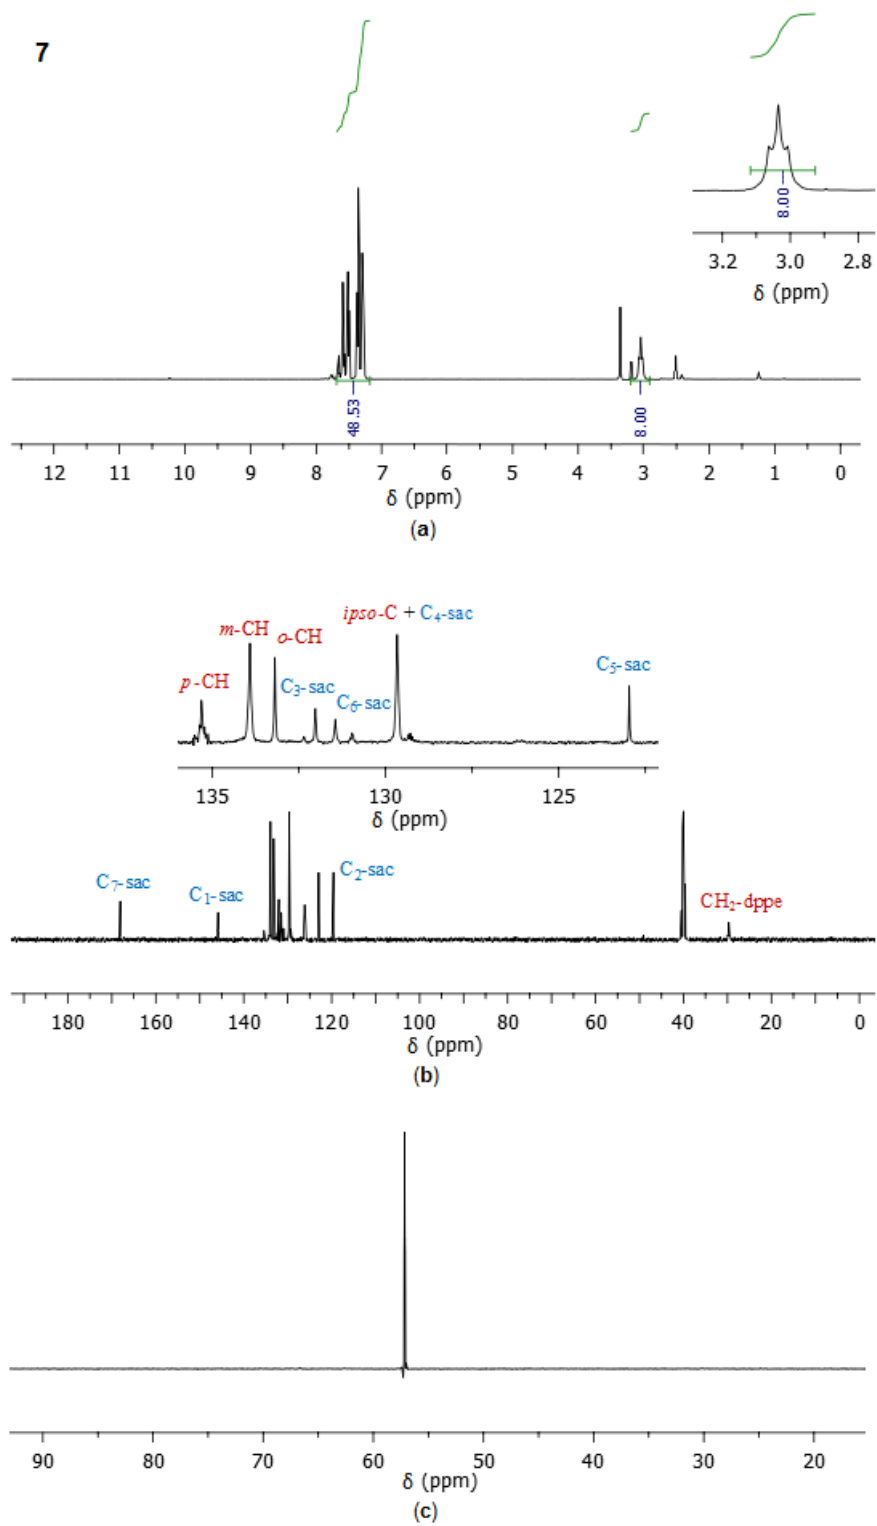 7
8.00
3.2 3.0 2.8
δ (ppm)
48.53
8.00
12 11 10 9 8 7 6 5 4 3 2 1 0
δ (ppm)
(a)
ipso-C + C₄-sac
m-CH
o-CH
p-CH
C₃-sac
C₆-sac
C₅-sac
135 130 125
δ (ppm)
C₇-sac
C₁-sac
C₂-sac
CH₂-dppe
180 160 140 120 100 80 60 40 20 0
δ (ppm)
(b)
90 80 70 60 50 40 30 20
δ (ppm)
(c)